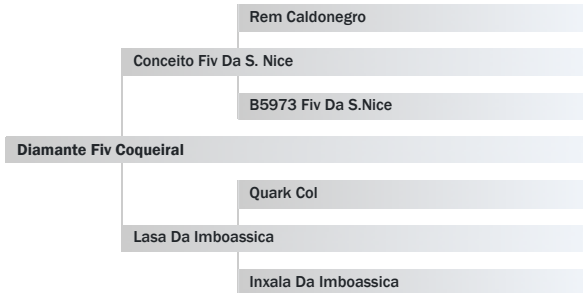 Rem Caldonegro
Conceito Fiv Da S. Nice
B5973 Fiv Da S.Nice
Diamante Fiv Coqueiral
Quark Col
Lasa Da Imboassica
Inxala Da Imboassica